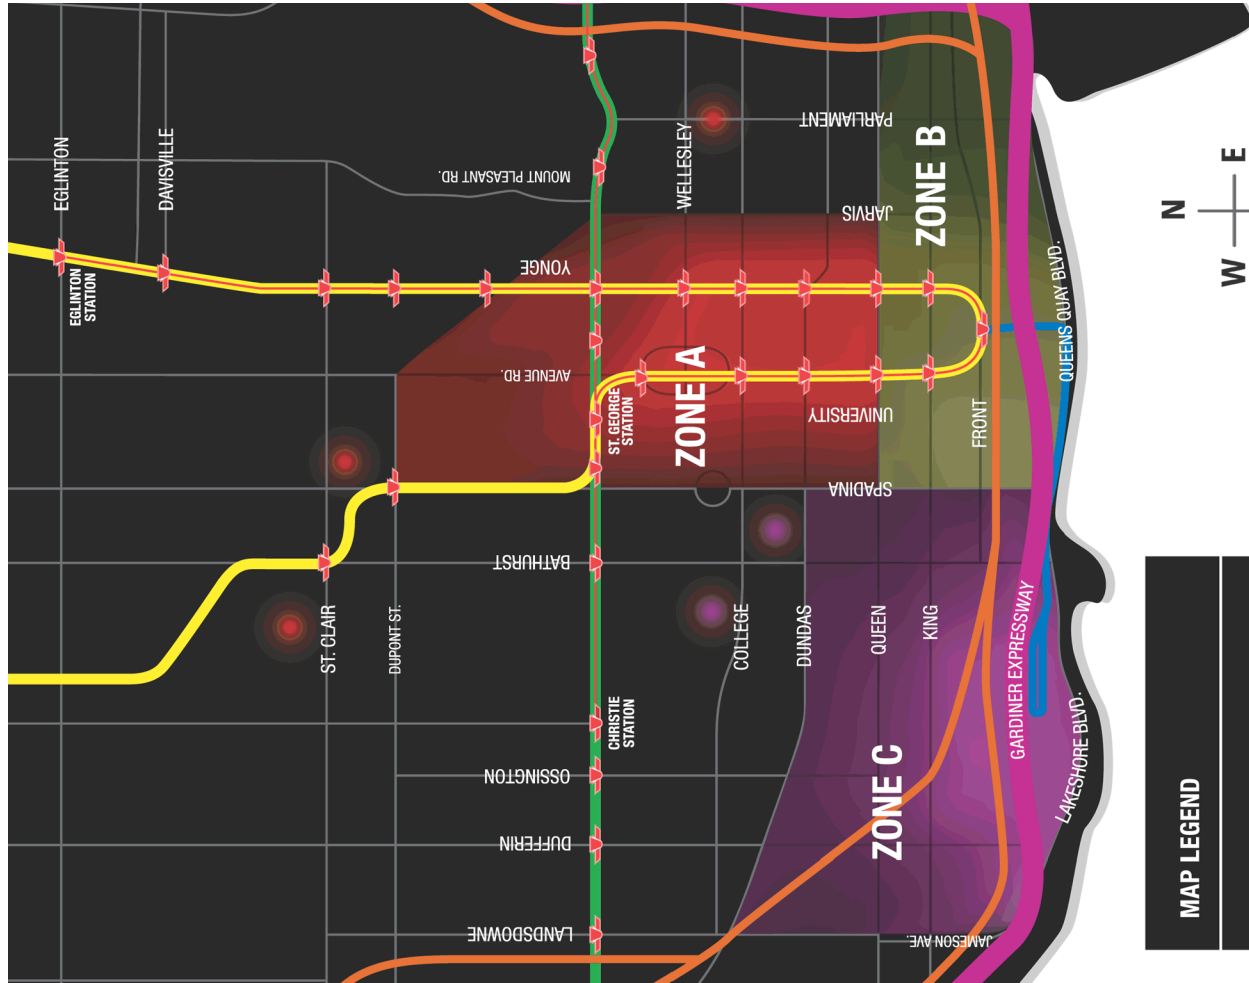 EGLINTON
DAVISVILLE
MOUNT PLEASANT RD.
WELLESLEY
PARLIAMENT
JARVIS
ZONE B
N
W
E
EGLINTON
STATION
YONGE
QUEENS QUAY BLVD.
AVENUE RD.
ST. GEORGE
STATION
ZONE A
UNIVERSITY
FRONT
SPADINA
BATHURST
ST. CLAIR
DUPONT ST.
COLLEGE
DUNDAS
QUEEN
KING
GARDINER EXPRESSWAY
CHRISTIE
STATION
OSSINGTON
ZONE C
LAKESHORE BLVD.
DUFFERIN
LANDSDOWNE
JAMESON AVE.
MAP LEGEND